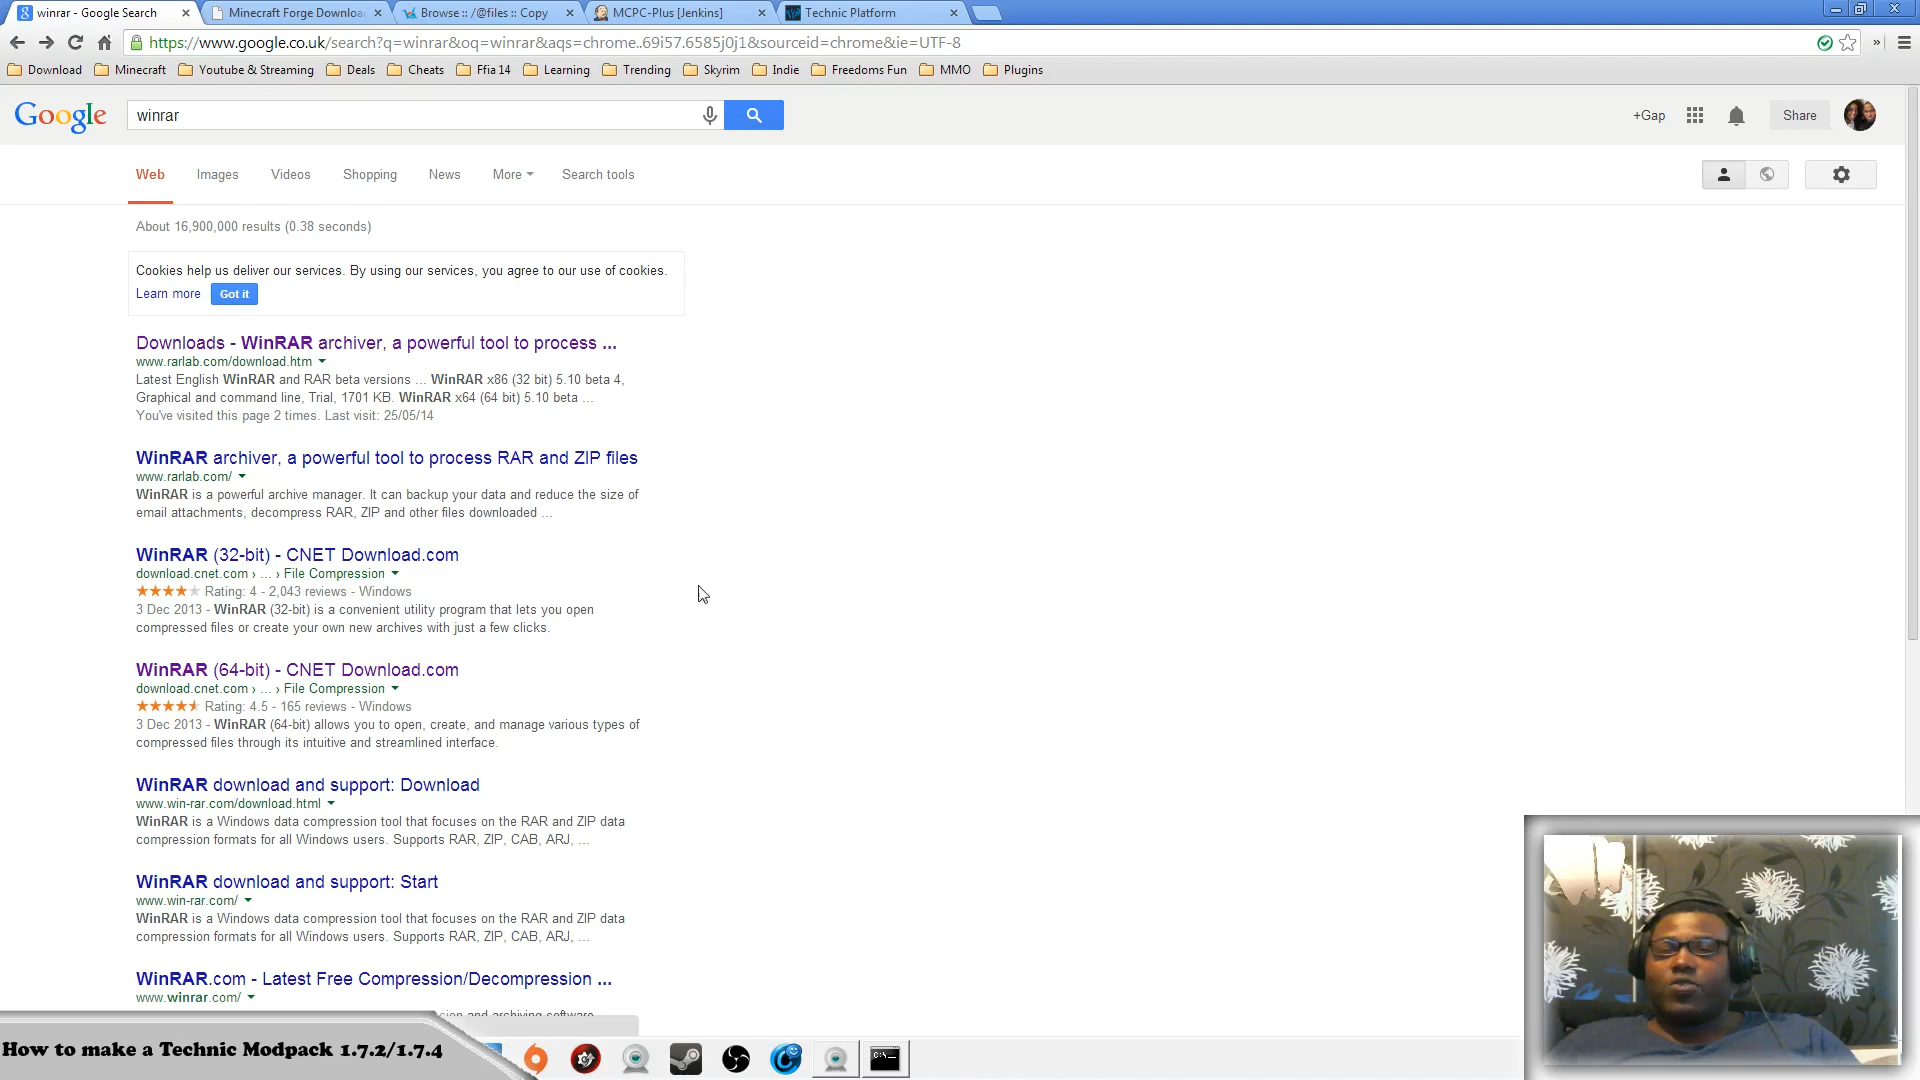 winrar - Google Search
Minecraft Forge Downloa
Browse :: /@files :: Copy
MCPC-Plus [Jenkins]
Technic Platform
https://www.google.co.uk/search?q=winrar&oq=winrar&aqs=chrome..69i57.6585j0j1&sourceid=chrome&ie=UTF-8
Download
Minecraft
Youtube & Streaming
Deals
Cheats
Ffia 14
Learning
Trending
Skyrim
Indie
Freedoms Fun
MMO
Plugins
Google
winrar
+Gap
Share
Web
Images
Videos
Shopping
News
More
Search tools
About 16,900,000 results (0.38 seconds)
Cookies help us deliver our services. By using our services, you agree to our use of cookies.
Learn more
Got it
Downloads - WinRAR archiver, a powerful tool to process ...
www.rarlab.com/download.htm
Latest English WinRAR and RAR beta versions ... WinRAR x86 (32 bit) 5.10 beta 4,
Graphical and command line, Trial, 1701 KB. WinRAR x64 (64 bit) 5.10 beta ...
You've visited this page 2 times. Last visit: 25/05/14
WinRAR archiver, a powerful tool to process RAR and ZIP files
www.rarlab.com/
WinRAR is a powerful archive manager. It can backup your data and reduce the size of
email attachments, decompress RAR, ZIP and other files downloaded ...
WinRAR (32-bit) - CNET Download.com
download.cnet.com › ... › File Compression
Rating: 4 - 2,043 reviews - Windows
3 Dec 2013 - WinRAR (32-bit) is a convenient utility program that lets you open
compressed files or create your own new archives with just a few clicks.
WinRAR (64-bit) - CNET Download.com
download.cnet.com › ... › File Compression
Rating: 4.5 - 165 reviews - Windows
3 Dec 2013 - WinRAR (64-bit) allows you to open, create, and manage various types of
compressed files through its intuitive and streamlined interface.
WinRAR download and support: Download
www.win-rar.com/download.html
WinRAR is a Windows data compression tool that focuses on the RAR and ZIP data
compression formats for all Windows users. Supports RAR, ZIP, CAB, ARJ, ...
WinRAR download and support: Start
www.win-rar.com/
WinRAR is a Windows data compression tool that focuses on the RAR and ZIP data
compression formats for all Windows users. Supports RAR, ZIP, CAB, ARJ, ...
WinRAR.com - Latest Free Compression/Decompression ...
www.winrar.com/
and archiving software
How to make a Technic Modpack 1.7.2/1.7.4